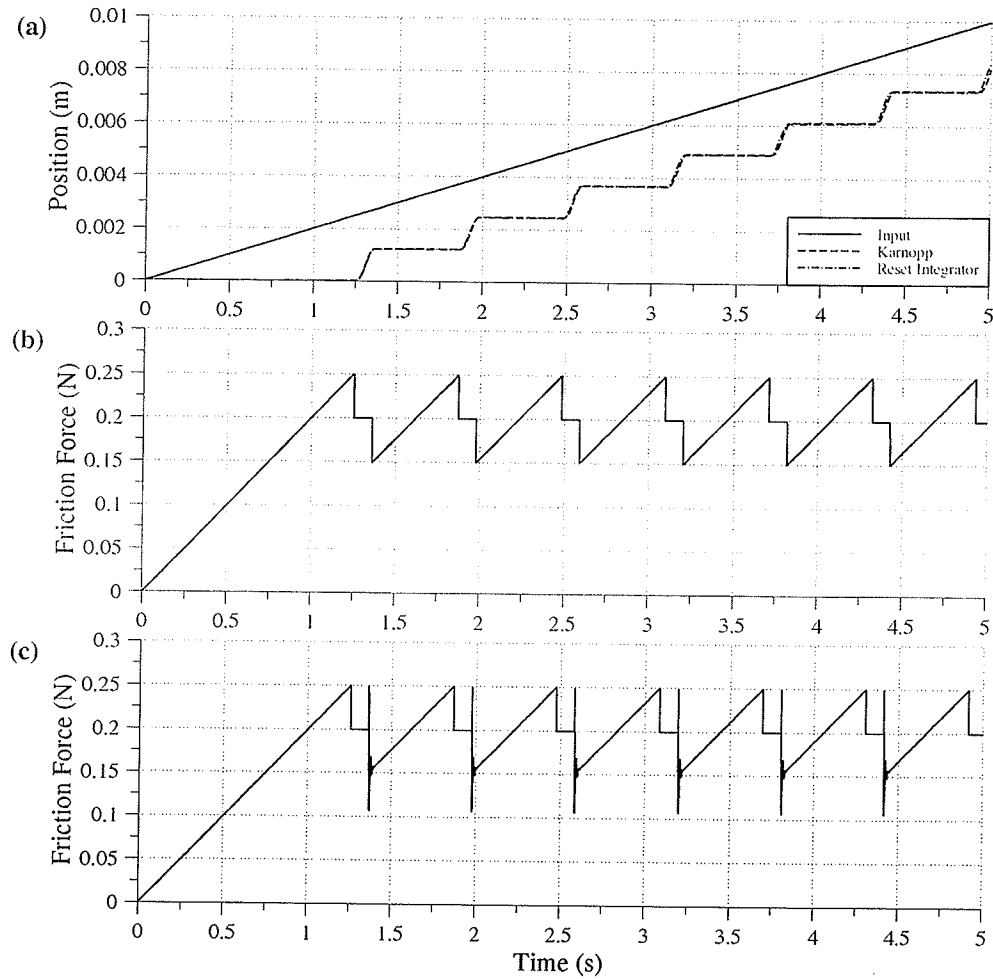 (a)
0.01
0.008
0.006
0.004
0.002
0
Position (m)
0 0.5 1 1.5 2 2.5 3 3.5 4 4.5 5
Input
Karnopp
Reset Integrator
(b)
0.3
0.25
0.2
0.15
0.1
0.05
0
Friction Force (N)
0 0.5 1 1.5 2 2.5 3 3.5 4 4.5 5
(c)
0.3
0.25
0.2
0.15
0.1
0.05
0
Friction Force (N)
0 0.5 1 1.5 2 2.5 3 3.5 4 4.5 5
Time (s)